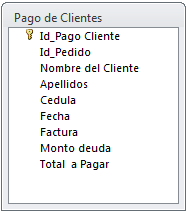 Pago de Clientes
Id_Pago Cliente
Id_Pedido
Nombre del Cliente
Apellidos
Cedula
Fecha
Factura
Monto deuda
Total  a Pagar